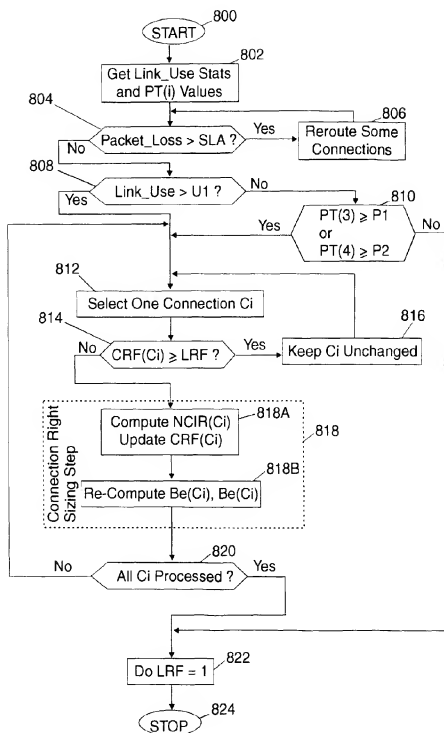 800
START
802
Get Link_Use Stats
and PT(i) Values
804
Packet_Loss > SLA ?
Yes
No
806
Reroute Some
Connections
808
Link_Use > U1 ?
Yes
No
810
PT(3) ⩾ P1
or
PT(4) ⩾ P2
Yes
No
812
Select One Connection Ci
814
CRF(Ci) ⩾ LRF ?
No
Yes
816
Keep Ci Unchanged
818
Connection Right
Sizing Step
818A
Compute NCIR(Ci)
Update CRF(Ci)
818B
Re-Compute Be(Ci), Be(Ci)
820
All Ci Processed ?
No
Yes
822
Do LRF = 1
824
STOP